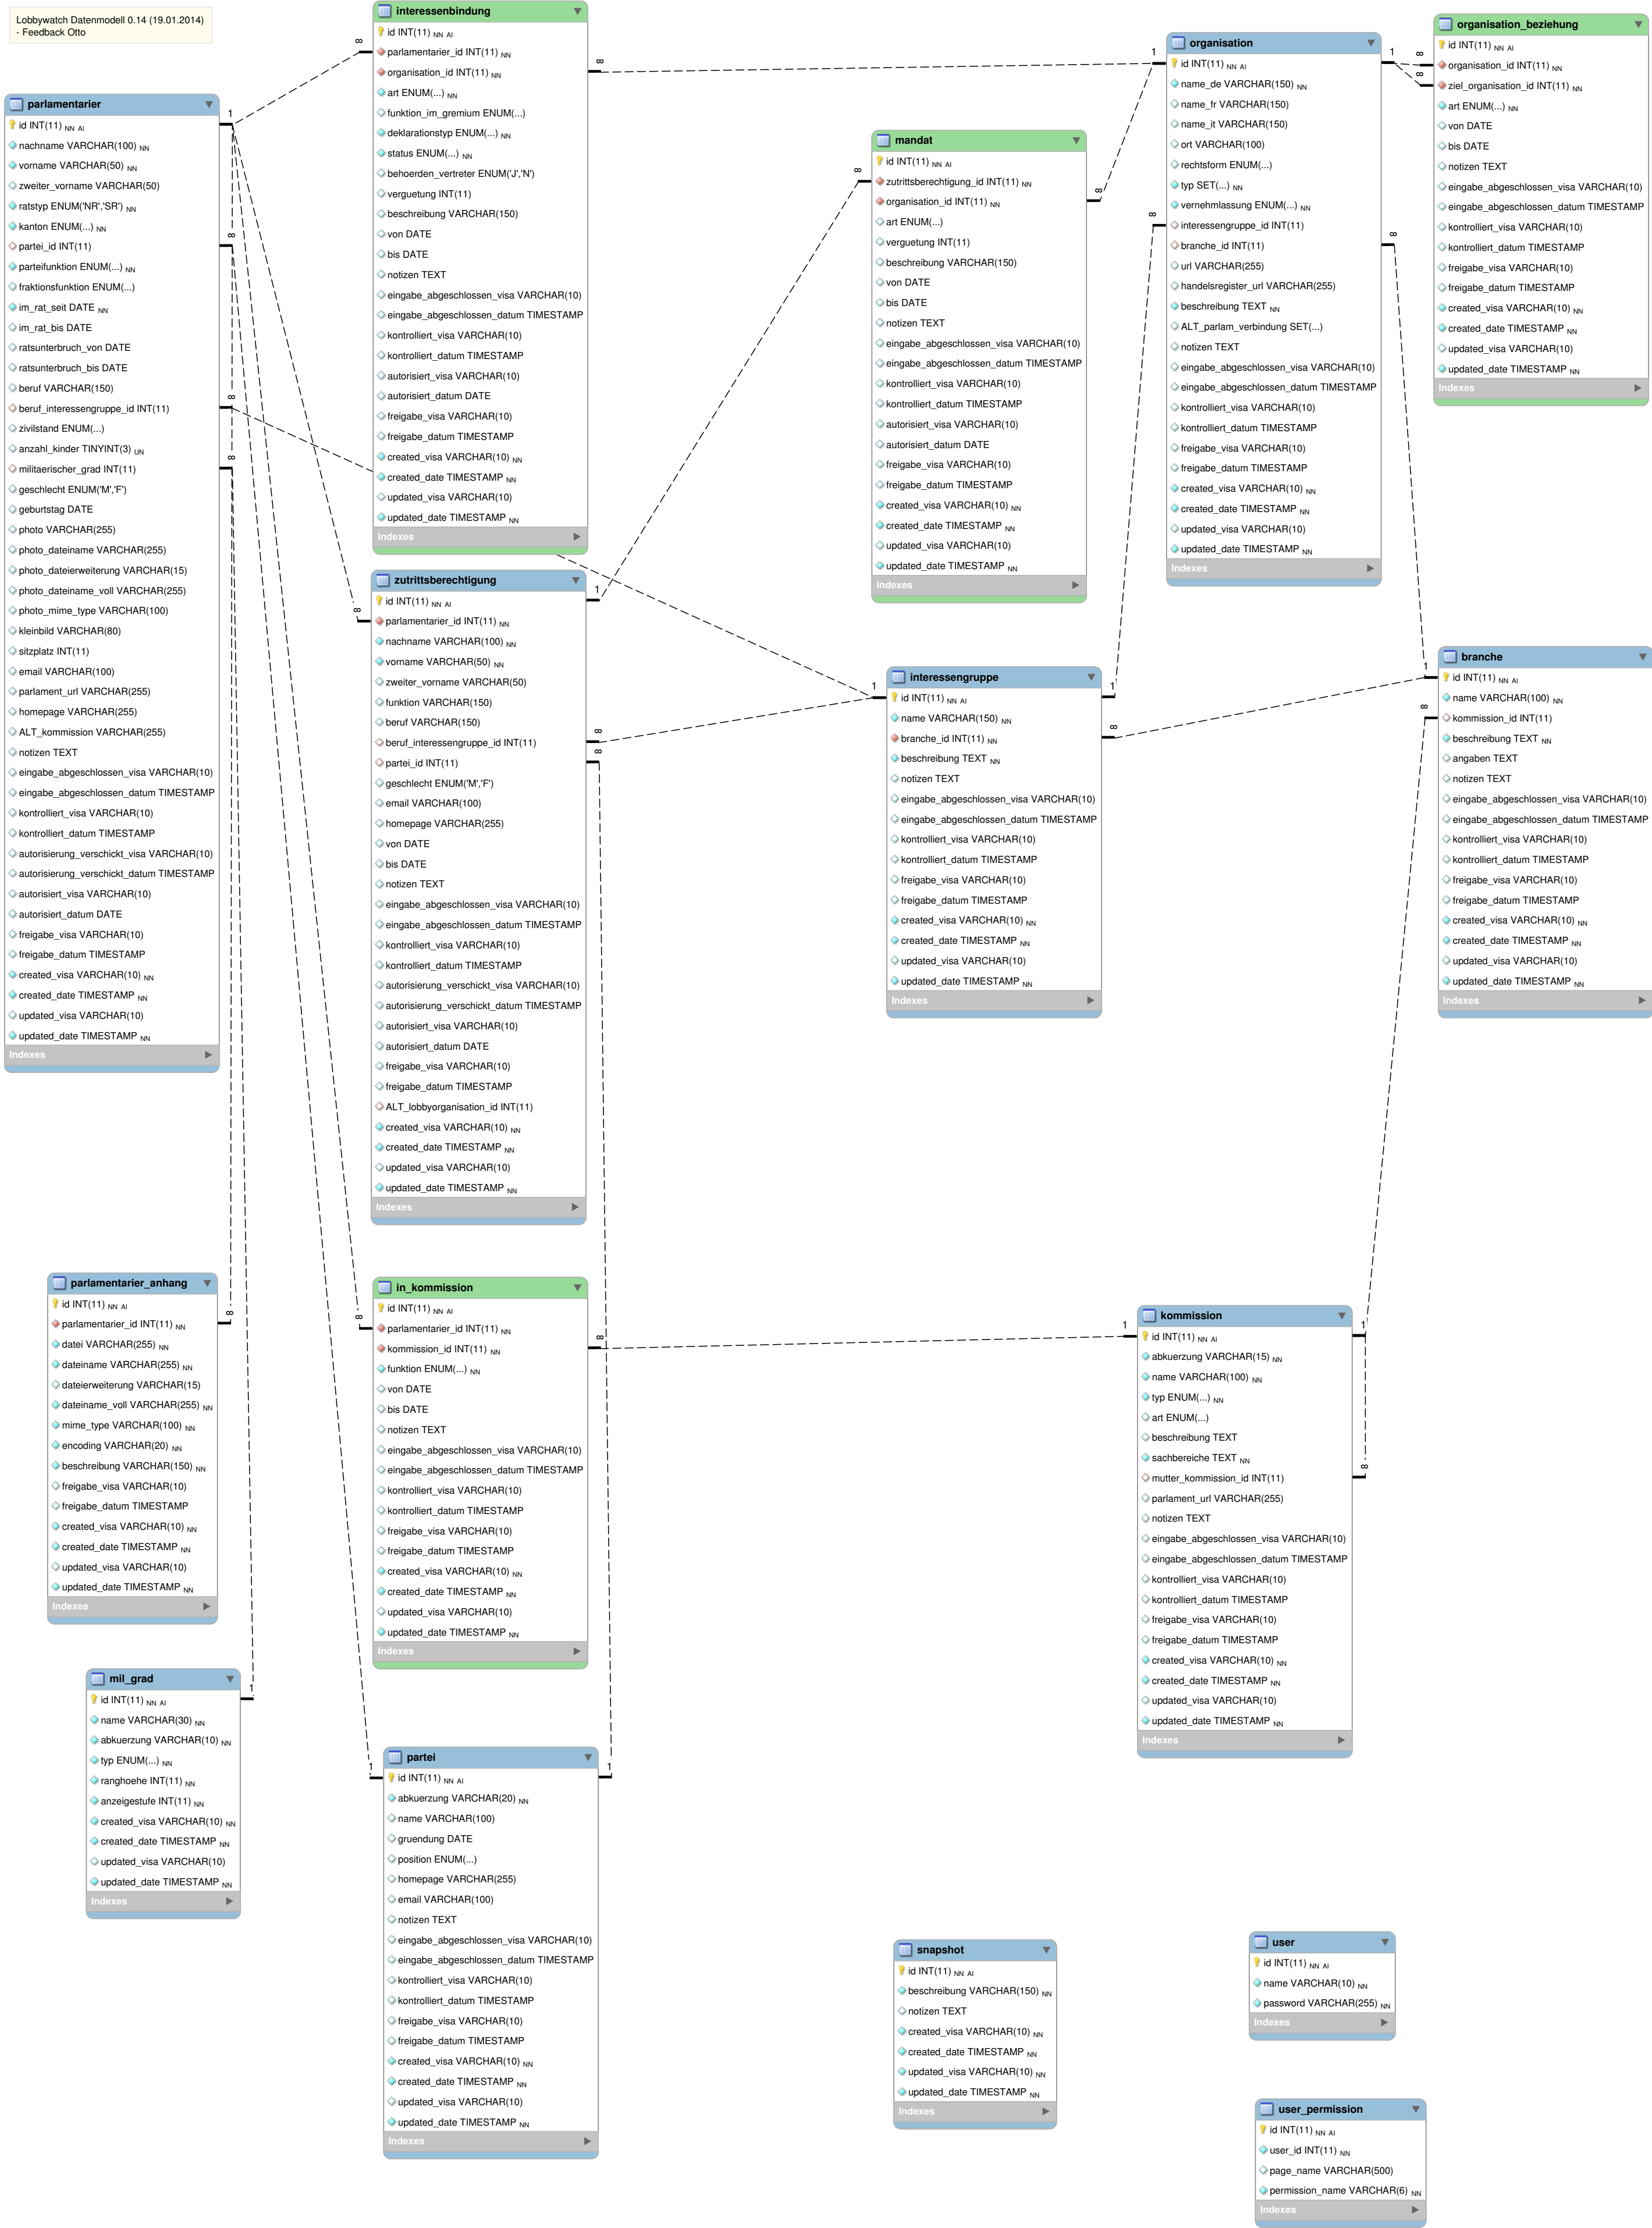 Lobbywatch Datenmodell 0.14 (19.01.2014)
- Feedback Otto
parlamentarier
id INT(11) NN AI
nachname VARCHAR(100) NN
vorname VARCHAR(50) NN
zweiter_vorname VARCHAR(50)
ratstyp ENUM('NR','SR') NN
kanton ENUM(...) NN
partei_id INT(11)
parteifunktion ENUM(...) NN
fraktionsfunktion ENUM(...)
im_rat_seit DATE NN
im_rat_bis DATE
ratsunterbruch_von DATE
ratsunterbruch_bis DATE
beruf VARCHAR(150)
beruf_interessengruppe_id INT(11)
zivilstand ENUM(...)
anzahl_kinder TINYINT(3) UN
militaerischer_grad INT(11)
geschlecht ENUM('M','F')
geburtstag DATE
photo VARCHAR(255)
photo_dateiname VARCHAR(255)
photo_dateierweiterung VARCHAR(15)
photo_dateiname_voll VARCHAR(255)
photo_mime_type VARCHAR(100)
kleinbild VARCHAR(80)
sitzplatz INT(11)
email VARCHAR(100)
parlament_url VARCHAR(255)
homepage VARCHAR(255)
ALT_kommission VARCHAR(255)
notizen TEXT
eingabe_abgeschlossen_visa VARCHAR(10)
eingabe_abgeschlossen_datum TIMESTAMP
kontrolliert_visa VARCHAR(10)
kontrolliert_datum TIMESTAMP
autorisierung_verschickt_visa VARCHAR(10)
autorisierung_verschickt_datum TIMESTAMP
autorisiert_visa VARCHAR(10)
autorisiert_datum DATE
freigabe_visa VARCHAR(10)
freigabe_datum TIMESTAMP
created_visa VARCHAR(10) NN
created_date TIMESTAMP NN
updated_visa VARCHAR(10)
updated_date TIMESTAMP NN
Indexes
interessenbindung
id INT(11) NN AI
parlamentarier_id INT(11) NN
organisation_id INT(11) NN
art ENUM(...) NN
funktion_im_gremium ENUM(...)
deklarationstyp ENUM(...) NN
status ENUM(...) NN
behoerden_vertreter ENUM('J','N')
verguetung INT(11)
beschreibung VARCHAR(150)
von DATE
bis DATE
notizen TEXT
eingabe_abgeschlossen_visa VARCHAR(10)
eingabe_abgeschlossen_datum TIMESTAMP
kontrolliert_visa VARCHAR(10)
kontrolliert_datum TIMESTAMP
autorisiert_visa VARCHAR(10)
autorisiert_datum DATE
freigabe_visa VARCHAR(10)
freigabe_datum TIMESTAMP
created_visa VARCHAR(10) NN
created_date TIMESTAMP NN
updated_visa VARCHAR(10)
updated_date TIMESTAMP NN
Indexes
zutrittsberechtigung
id INT(11) NN AI
parlamentarier_id INT(11) NN
nachname VARCHAR(100) NN
vorname VARCHAR(50) NN
zweiter_vorname VARCHAR(50)
funktion VARCHAR(150)
beruf VARCHAR(150)
beruf_interessengruppe_id INT(11)
partei_id INT(11)
geschlecht ENUM('M','F')
email VARCHAR(100)
homepage VARCHAR(255)
von DATE
bis DATE
notizen TEXT
eingabe_abgeschlossen_visa VARCHAR(10)
eingabe_abgeschlossen_datum TIMESTAMP
kontrolliert_visa VARCHAR(10)
kontrolliert_datum TIMESTAMP
autorisierung_verschickt_visa VARCHAR(10)
autorisierung_verschickt_datum TIMESTAMP
autorisiert_visa VARCHAR(10)
autorisiert_datum DATE
freigabe_visa VARCHAR(10)
freigabe_datum TIMESTAMP
ALT_lobbyorganisation_id INT(11)
created_visa VARCHAR(10) NN
created_date TIMESTAMP NN
updated_visa VARCHAR(10)
updated_date TIMESTAMP NN
Indexes
mandat
id INT(11) NN AI
zutrittsberechtigung_id INT(11) NN
organisation_id INT(11) NN
art ENUM(...)
verguetung INT(11)
beschreibung VARCHAR(150)
von DATE
bis DATE
notizen TEXT
eingabe_abgeschlossen_visa VARCHAR(10)
eingabe_abgeschlossen_datum TIMESTAMP
kontrolliert_visa VARCHAR(10)
kontrolliert_datum TIMESTAMP
autorisiert_visa VARCHAR(10)
autorisiert_datum DATE
freigabe_visa VARCHAR(10)
freigabe_datum TIMESTAMP
created_visa VARCHAR(10) NN
created_date TIMESTAMP NN
updated_visa VARCHAR(10)
updated_date TIMESTAMP NN
Indexes
organisation
id INT(11) NN AI
name_de VARCHAR(150) NN
name_fr VARCHAR(150)
name_it VARCHAR(150)
ort VARCHAR(100)
rechtsform ENUM(...)
typ SET(...) NN
vernehmlassung ENUM(...) NN
interessengruppe_id INT(11)
branche_id INT(11)
url VARCHAR(255)
handelsregister_url VARCHAR(255)
beschreibung TEXT NN
ALT_parlam_verbindung SET(...)
notizen TEXT
eingabe_abgeschlossen_visa VARCHAR(10)
eingabe_abgeschlossen_datum TIMESTAMP
kontrolliert_visa VARCHAR(10)
kontrolliert_datum TIMESTAMP
freigabe_visa VARCHAR(10)
freigabe_datum TIMESTAMP
created_visa VARCHAR(10) NN
created_date TIMESTAMP NN
updated_visa VARCHAR(10)
updated_date TIMESTAMP NN
Indexes
organisation_beziehung
id INT(11) NN AI
organisation_id INT(11) NN
ziel_organisation_id INT(11) NN
art ENUM(...) NN
von DATE
bis DATE
notizen TEXT
eingabe_abgeschlossen_visa VARCHAR(10)
eingabe_abgeschlossen_datum TIMESTAMP
kontrolliert_visa VARCHAR(10)
kontrolliert_datum TIMESTAMP
freigabe_visa VARCHAR(10)
freigabe_datum TIMESTAMP
created_visa VARCHAR(10) NN
created_date TIMESTAMP NN
updated_visa VARCHAR(10)
updated_date TIMESTAMP NN
Indexes
interessengruppe
id INT(11) NN AI
name VARCHAR(150) NN
branche_id INT(11) NN
beschreibung TEXT NN
notizen TEXT
eingabe_abgeschlossen_visa VARCHAR(10)
eingabe_abgeschlossen_datum TIMESTAMP
kontrolliert_visa VARCHAR(10)
kontrolliert_datum TIMESTAMP
freigabe_visa VARCHAR(10)
freigabe_datum TIMESTAMP
created_visa VARCHAR(10) NN
created_date TIMESTAMP NN
updated_visa VARCHAR(10)
updated_date TIMESTAMP NN
Indexes
branche
id INT(11) NN AI
name VARCHAR(100) NN
kommission_id INT(11)
beschreibung TEXT NN
angaben TEXT
notizen TEXT
eingabe_abgeschlossen_visa VARCHAR(10)
eingabe_abgeschlossen_datum TIMESTAMP
kontrolliert_visa VARCHAR(10)
kontrolliert_datum TIMESTAMP
freigabe_visa VARCHAR(10)
freigabe_datum TIMESTAMP
created_visa VARCHAR(10) NN
created_date TIMESTAMP NN
updated_visa VARCHAR(10)
updated_date TIMESTAMP NN
Indexes
parlamentarier_anhang
id INT(11) NN AI
parlamentarier_id INT(11) NN
datei VARCHAR(255) NN
dateiname VARCHAR(255) NN
dateierweiterung VARCHAR(15)
dateiname_voll VARCHAR(255) NN
mime_type VARCHAR(100) NN
encoding VARCHAR(20) NN
beschreibung VARCHAR(150) NN
freigabe_visa VARCHAR(10)
freigabe_datum TIMESTAMP
created_visa VARCHAR(10) NN
created_date TIMESTAMP NN
updated_visa VARCHAR(10)
updated_date TIMESTAMP NN
Indexes
in_kommission
id INT(11) NN AI
parlamentarier_id INT(11) NN
kommission_id INT(11) NN
funktion ENUM(...) NN
von DATE
bis DATE
notizen TEXT
eingabe_abgeschlossen_visa VARCHAR(10)
eingabe_abgeschlossen_datum TIMESTAMP
kontrolliert_visa VARCHAR(10)
kontrolliert_datum TIMESTAMP
freigabe_visa VARCHAR(10)
freigabe_datum TIMESTAMP
created_visa VARCHAR(10) NN
created_date TIMESTAMP NN
updated_visa VARCHAR(10)
updated_date TIMESTAMP NN
Indexes
kommission
id INT(11) NN AI
abkuerzung VARCHAR(15) NN
name VARCHAR(100) NN
typ ENUM(...) NN
art ENUM(...)
beschreibung TEXT
sachbereiche TEXT NN
mutter_kommission_id INT(11)
parlament_url VARCHAR(255)
notizen TEXT
eingabe_abgeschlossen_visa VARCHAR(10)
eingabe_abgeschlossen_datum TIMESTAMP
kontrolliert_visa VARCHAR(10)
kontrolliert_datum TIMESTAMP
freigabe_visa VARCHAR(10)
freigabe_datum TIMESTAMP
created_visa VARCHAR(10) NN
created_date TIMESTAMP NN
updated_visa VARCHAR(10)
updated_date TIMESTAMP NN
Indexes
mil_grad
id INT(11) NN AI
name VARCHAR(30) NN
abkuerzung VARCHAR(10) NN
typ ENUM(...) NN
ranghoehe INT(11) NN
anzeigestufe INT(11) NN
created_visa VARCHAR(10) NN
created_date TIMESTAMP NN
updated_visa VARCHAR(10)
updated_date TIMESTAMP NN
Indexes
partei
id INT(11) NN AI
abkuerzung VARCHAR(20) NN
name VARCHAR(100)
gruendung DATE
position ENUM(...)
homepage VARCHAR(255)
email VARCHAR(100)
notizen TEXT
eingabe_abgeschlossen_visa VARCHAR(10)
eingabe_abgeschlossen_datum TIMESTAMP
kontrolliert_visa VARCHAR(10)
kontrolliert_datum TIMESTAMP
freigabe_visa VARCHAR(10)
freigabe_datum TIMESTAMP
created_visa VARCHAR(10) NN
created_date TIMESTAMP NN
updated_visa VARCHAR(10)
updated_date TIMESTAMP NN
Indexes
snapshot
id INT(11) NN AI
beschreibung VARCHAR(150) NN
notizen TEXT
created_visa VARCHAR(10) NN
created_date TIMESTAMP NN
updated_visa VARCHAR(10) NN
updated_date TIMESTAMP NN
Indexes
user
id INT(11) NN AI
name VARCHAR(10) NN
password VARCHAR(255) NN
Indexes
user_permission
id INT(11) NN AI
user_id INT(11) NN
page_name VARCHAR(500)
permission_name VARCHAR(6) NN
Indexes